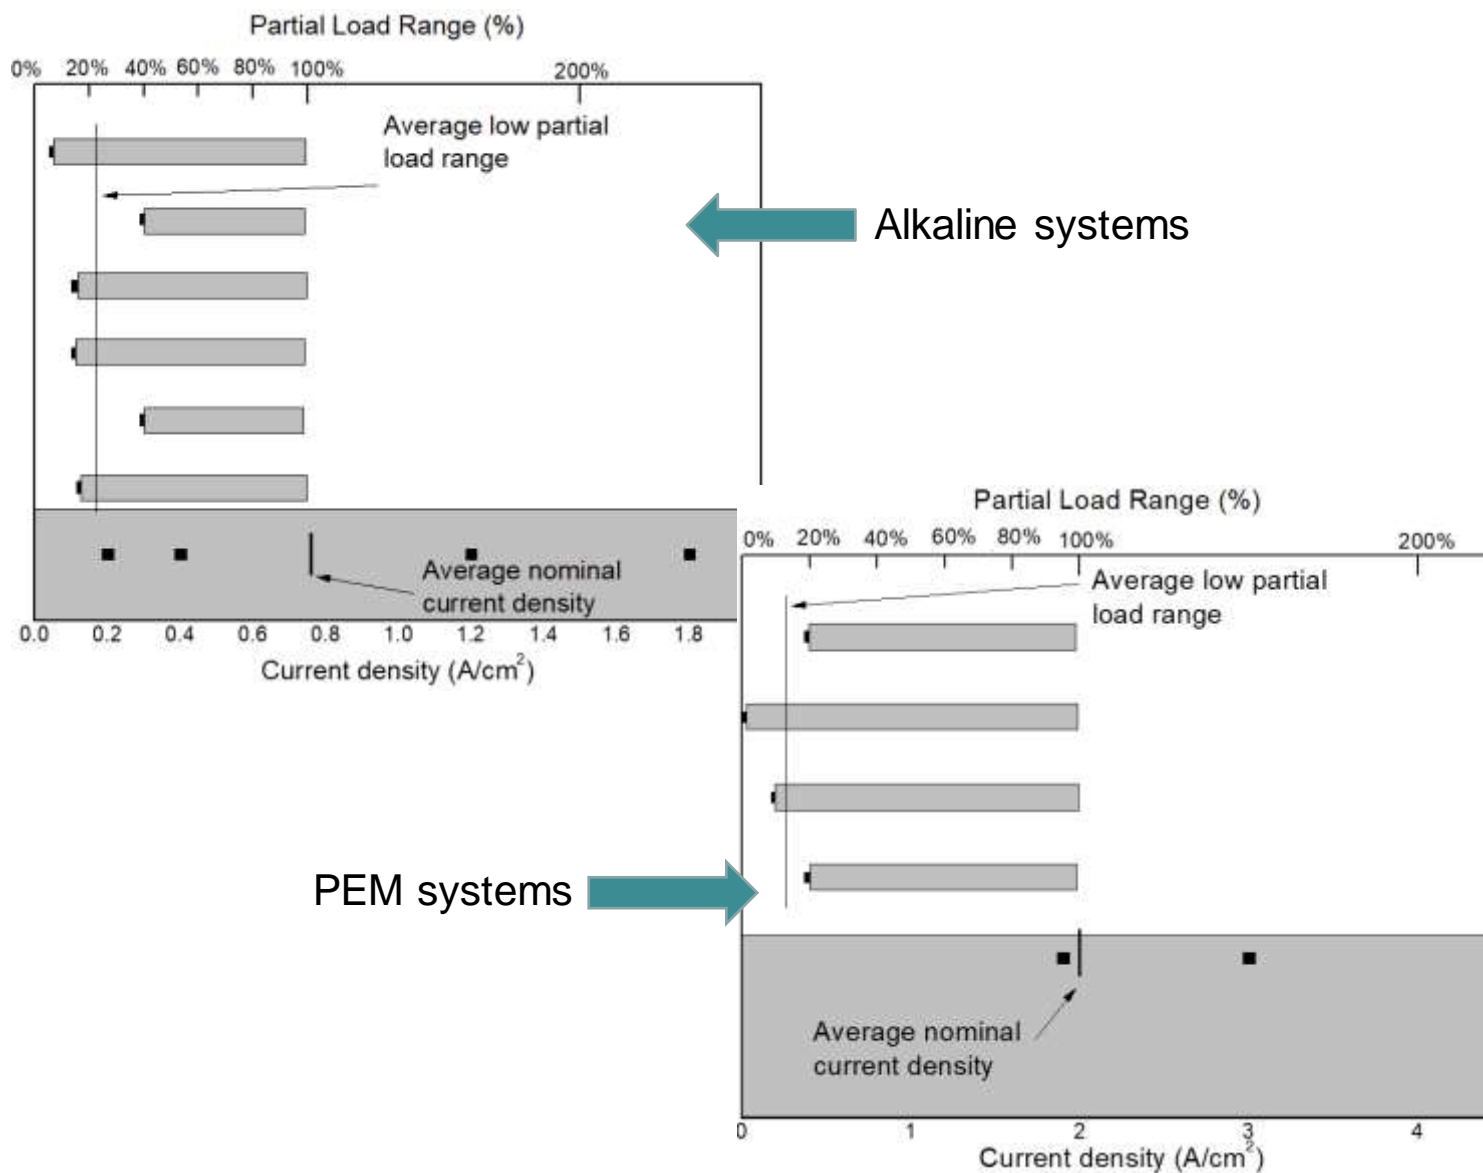 Partial Load Range (%)
0% 20% 40% 60% 80% 100% 200%
Average low partial
load range
Alkaline systems
Average nominal
current density
0.0 0.2 0.4 0.6 0.8 1.0 1.2 1.4 1.6 1.8
Current density (A/cm²)
Partial Load Range (%)
0% 20% 40% 60% 80% 100% 200%
Average low partial
load range
PEM systems
Average nominal
current density
0 1 2 3 4
Current density (A/cm²)